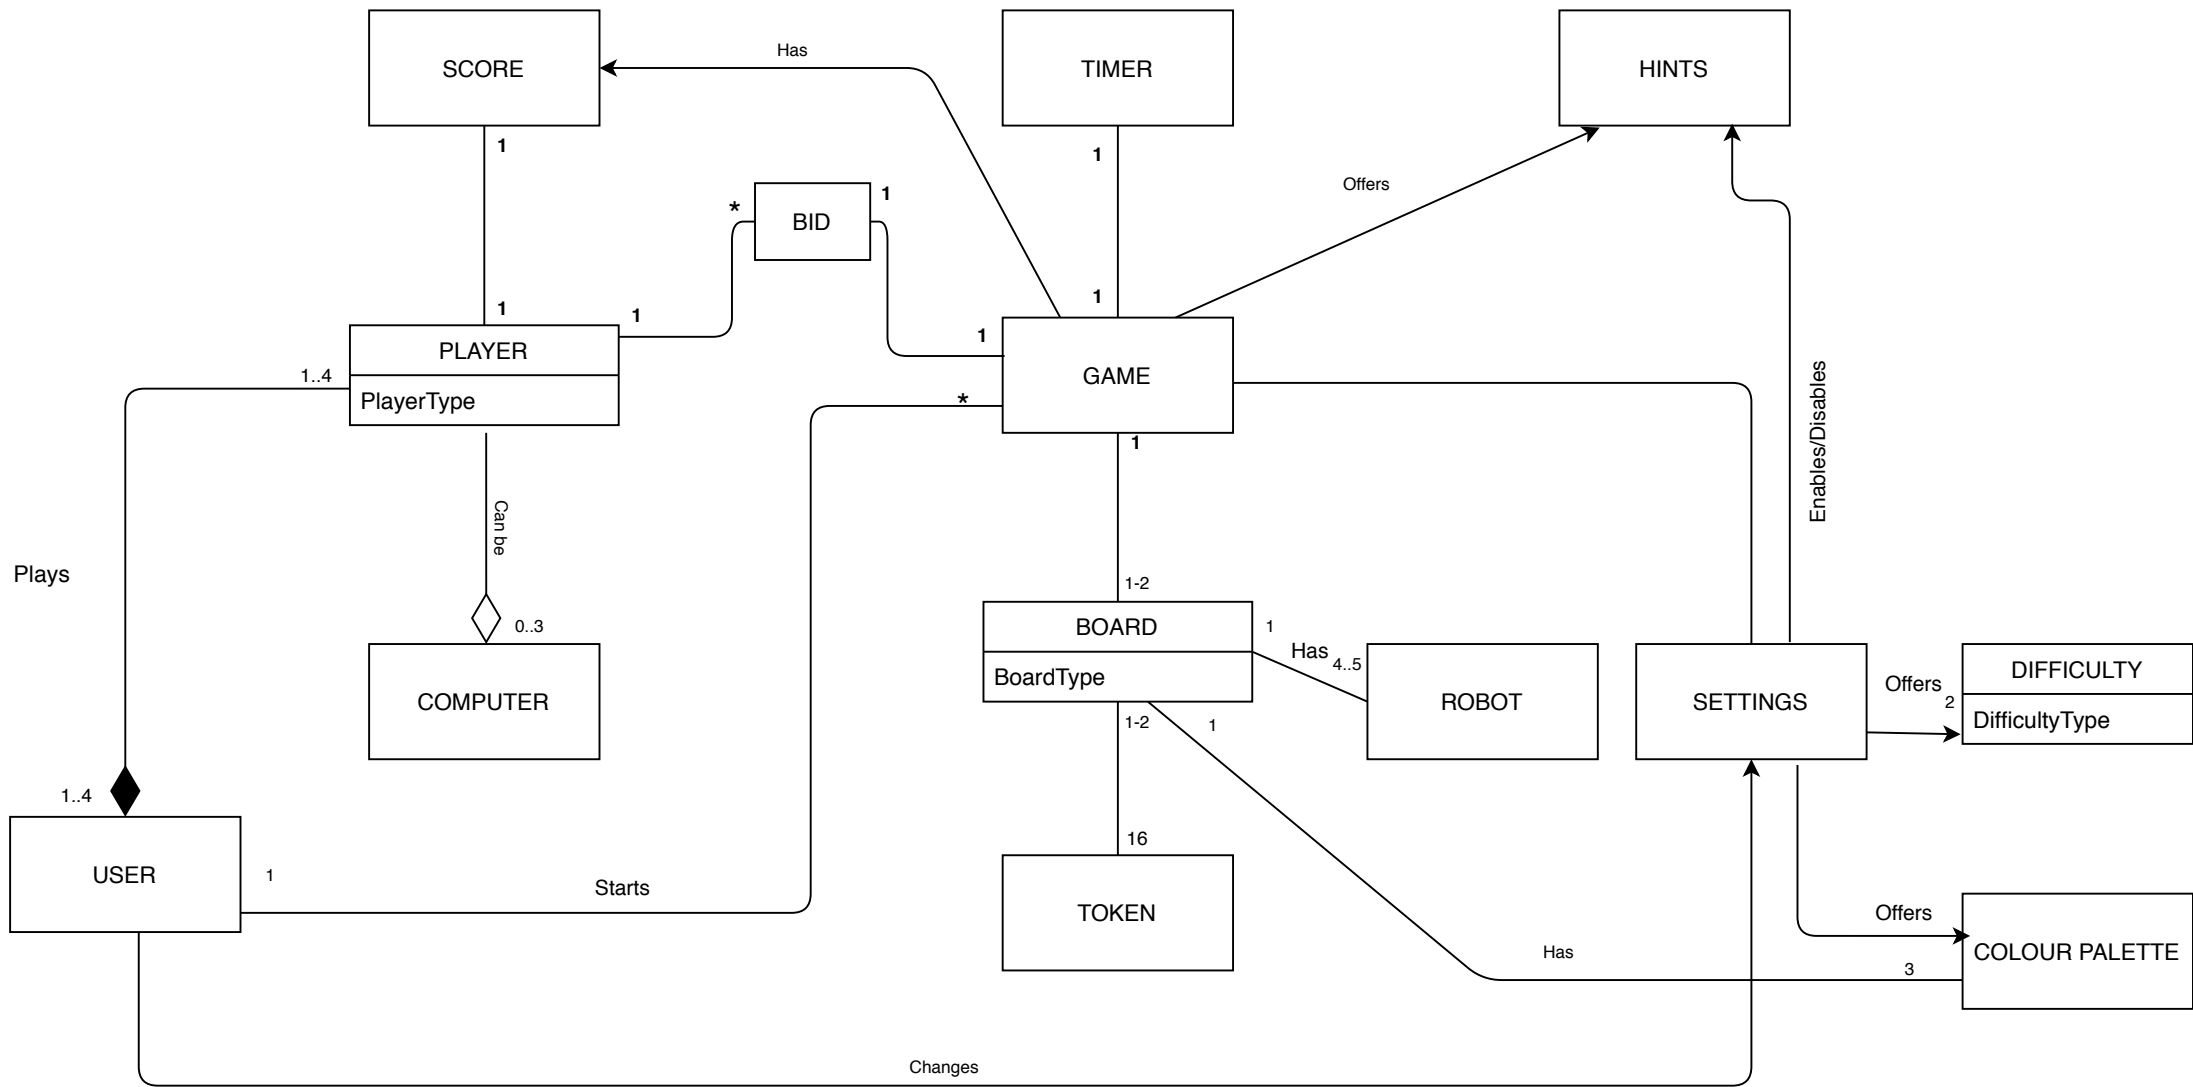 SCORE
Has
TIMER
HINTS
1
1
Offers
*
BID
1
1
1
1
1
PLAYER
PlayerType
1..4
GAME
*
1
Enables/Disables
Can be
Plays
0..3
COMPUTER
1-2
BOARD
BoardType
1
Has
4..5
ROBOT
SETTINGS
Offers
2
DIFFICULTY
DifficultyType
1-2
1
1..4
USER
1
Starts
16
TOKEN
Has
Offers
3
COLOUR PALETTE
Changes